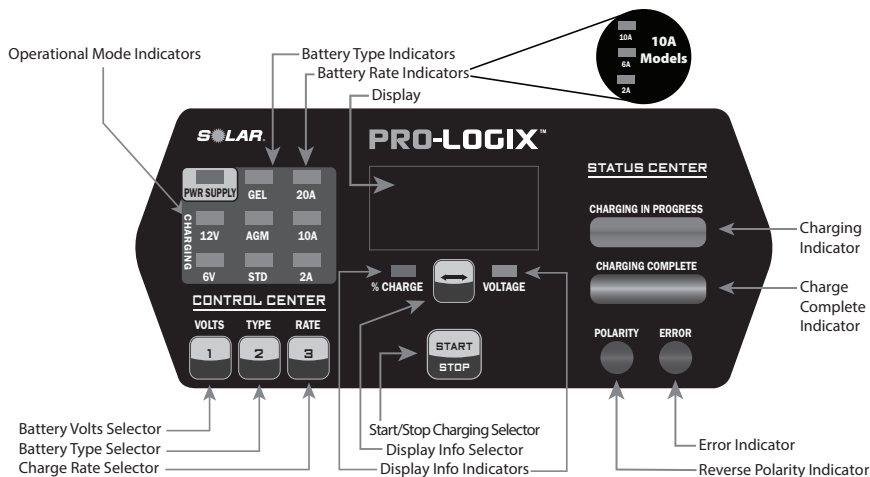 Operational Mode Indicators
Battery Type Indicators
Battery Rate Indicators
Display
10A
6A
2A
10A
Models
SOLAR.
PRO-LOGIX™
PWR SUPPLY
GEL
20A
CHARGING
12V
AGM
10A
6V
STD
2A
CONTROL CENTER
VOLTS
TYPE
RATE
1
2
3
% CHARGE
VOLTAGE
START
STOP
STATUS CENTER
CHARGING IN PROGRESS
CHARGING COMPLETE
POLARITY
ERROR
Charging
Indicator
Charge
Complete
Indicator
Battery Volts Selector
Battery Type Selector
Charge Rate Selector
Start/Stop Charging Selector
Display Info Selector
Display Info Indicators
Error Indicator
Reverse Polarity Indicator